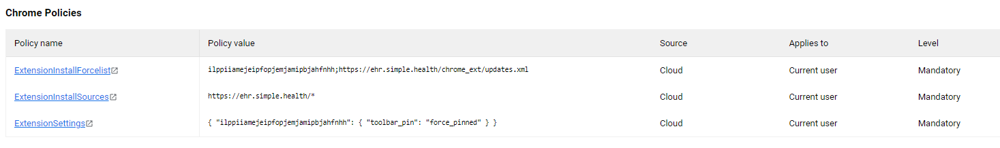 Chrome Policies
Policy name Policy value Source Applies to Level
ExtensionInstallForcelist ilppiiamejeipfopjemjamipbjahfnhh;https://ehr.simple.health/chrome_ext/updates.xml Cloud Current user Mandatory
ExtensionInstallSources https://ehr.simple.health/* Cloud Current user Mandatory
ExtensionSettings { "ilppiiamejeipfopjemjamipbjahfnhh": { "toolbar_pin": "force_pinned" } } Cloud Current user Mandatory